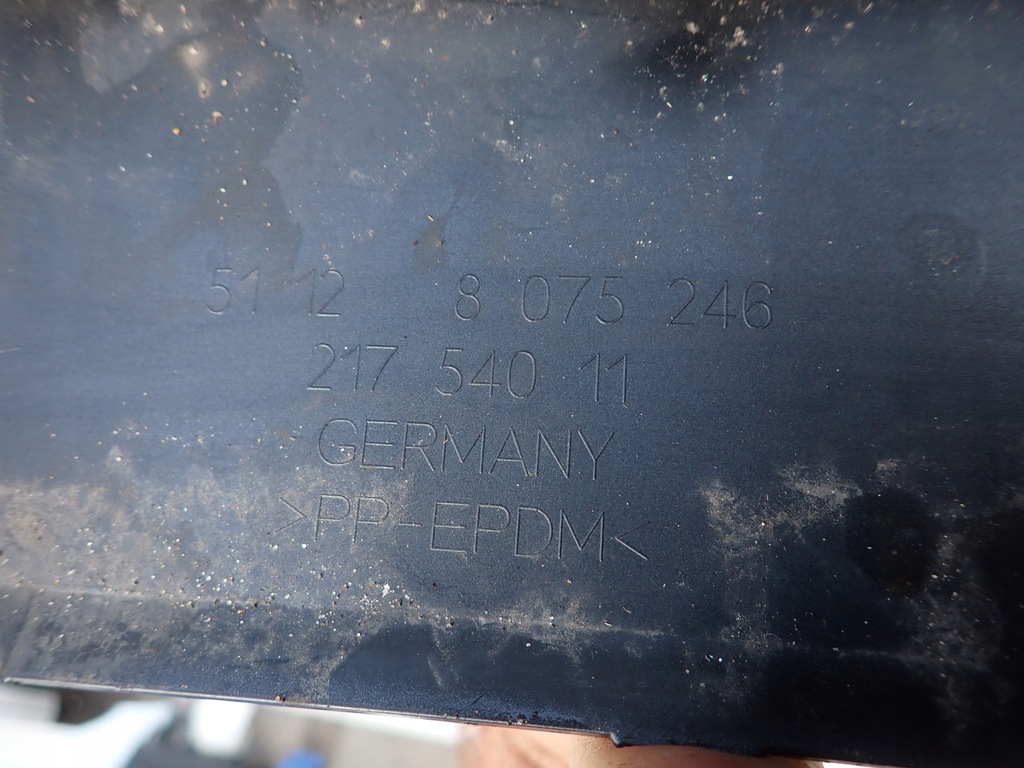 51 12 8 075 246
217 540 11
GERMANY
>PP-EPDM<